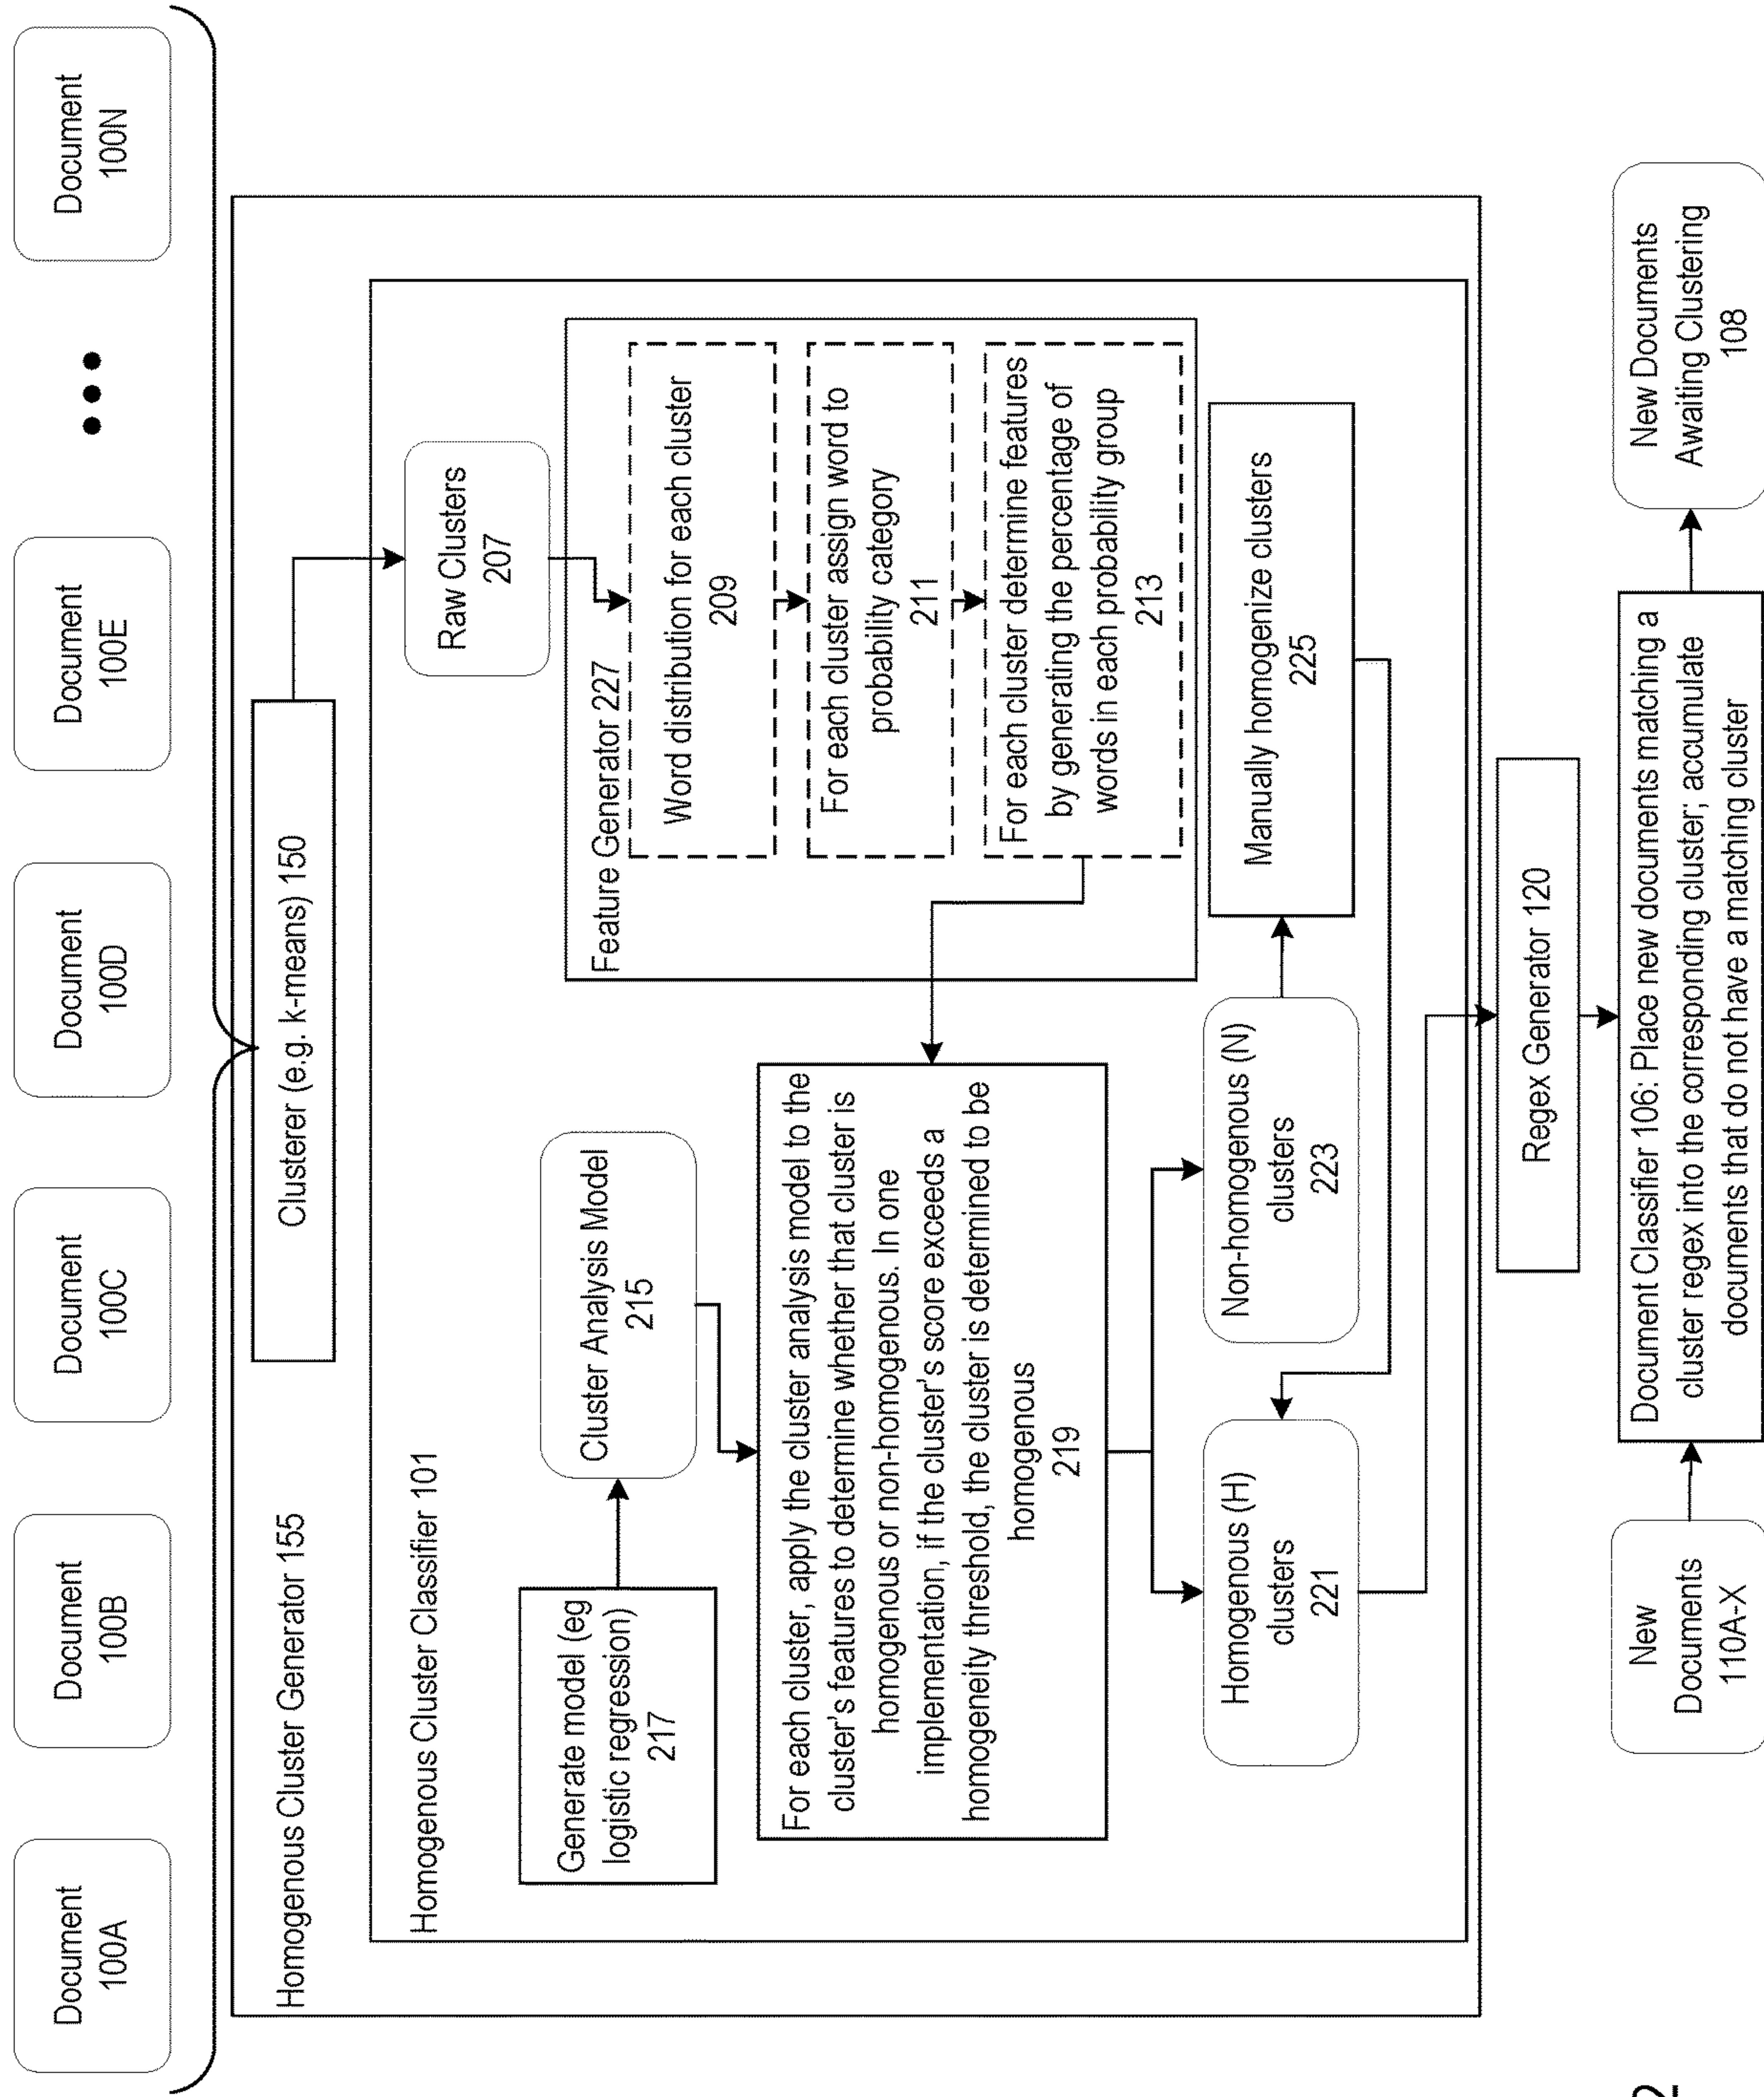 Document
100A
Document
100B
Document
100C
Document
100D
Document
100E
Document
100N
Homogenous Cluster Generator 155
Clusterer (e.g. k-means) 150
Homogenous Cluster Classifier 101
Raw Clusters
207
Generate model (eg
logistic regression)
217
Cluster Analysis Model
215
Feature Generator 227
Word distribution for each cluster
209
For each cluster assign word to
probability category
211
For each cluster determine features
by generating the percentage of
words in each probability group
213
For each cluster, apply the cluster analysis model to the
cluster's features to determine whether that cluster is
homogenous or non-homogenous. In one
implementation, if the cluster's score exceeds a
homogeneity threshold, the cluster is determined to be
homogenous
219
Homogenous (H)
clusters
221
Non-homogenous (N)
clusters
223
Manually homogenize clusters
225
Regex Generator 120
New
Documents
110A-X
Document Classifier 106: Place new documents matching a
cluster regex into the corresponding cluster; accumulate
documents that do not have a matching cluster
New Documents
Awaiting Clustering
108
2